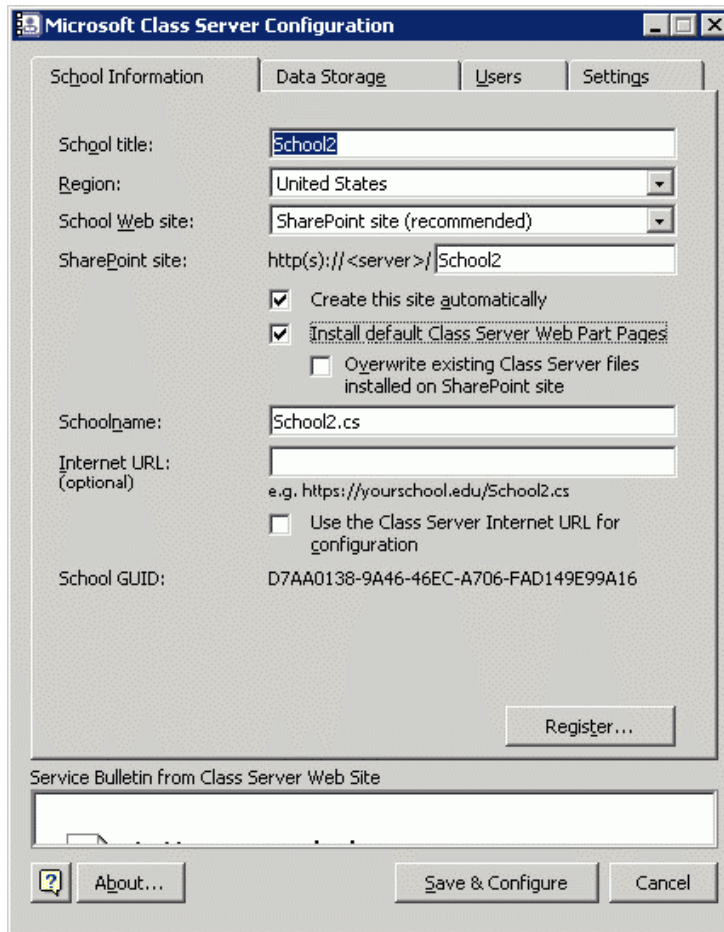 Microsoft Class Server Configuration
School Information Data Storage Users Settings
School title: School2
Region: United States
School Web site: SharePoint site (recommended)
SharePoint site: http(s)://<server>/ School2
Create this site automatically
Install default Class Server Web Part Pages
Overwrite existing Class Server files
installed on SharePoint site
Schoolname: School2.cs
Internet URL:
(optional)
e.g. https://yourschool.edu/School2.cs
Use the Class Server Internet URL for
configuration
School GUID: D7AA0138-9A46-46EC-A706-FAD149E99A16
Register...
Service Bulletin from Class Server Web Site
About... Save & Configure Cancel